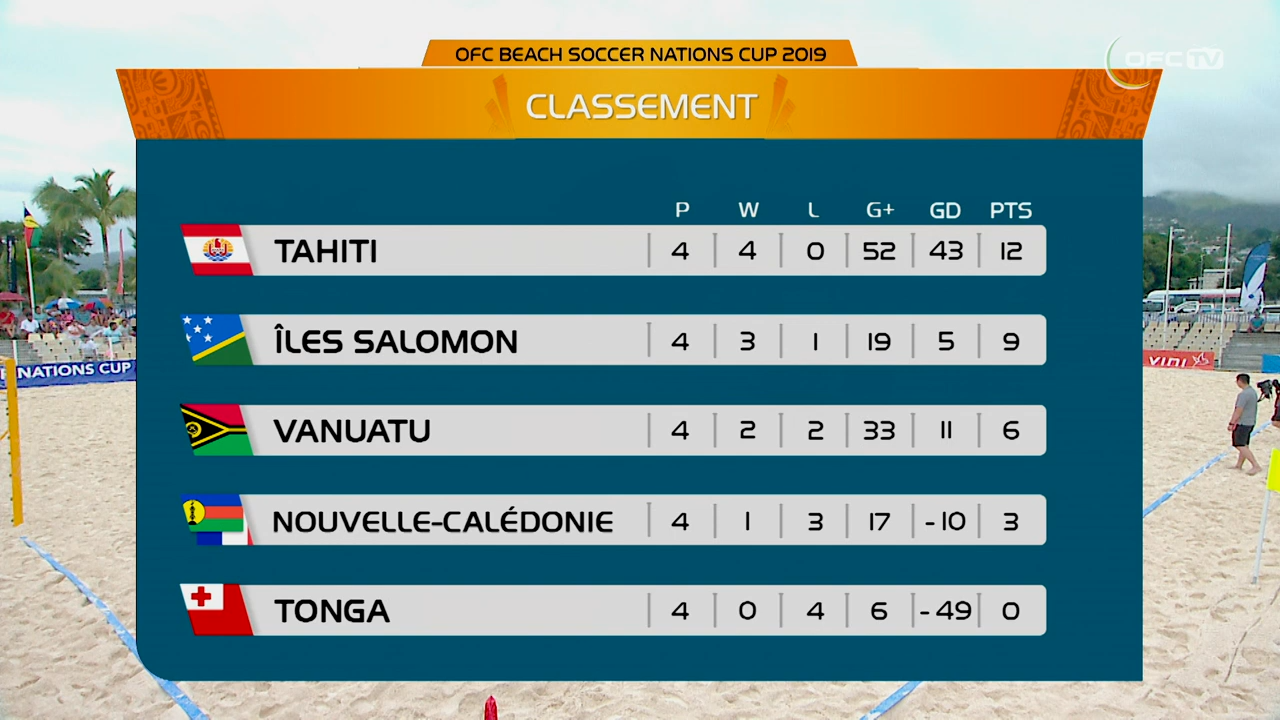 OFC BEACH SOCCER NATIONS CUP 2019
OFC TV
CLASSEMENT
P W L G+ GD PTS
TAHITI 4 4 0 52 43 12
ÎLES SALOMON 4 3 1 19 5 9
VANUATU 4 2 2 33 11 6
NOUVELLE-CALÉDONIE 4 1 3 17 -10 3
TONGA 4 0 4 6 -49 0
NATIONS CUP
VINI